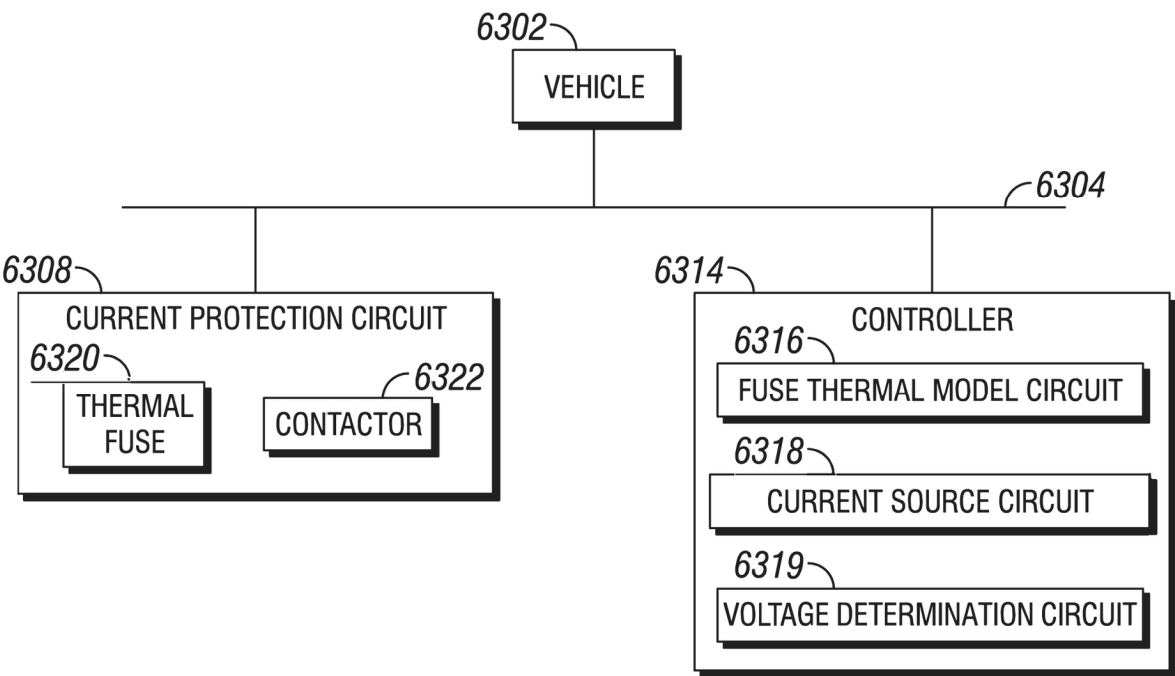 6302
VEHICLE
6304
6308
CURRENT PROTECTION CIRCUIT
6320
THERMAL
FUSE
6322
CONTACTOR
6314
CONTROLLER
6316
FUSE THERMAL MODEL CIRCUIT
6318
CURRENT SOURCE CIRCUIT
6319
VOLTAGE DETERMINATION CIRCUIT